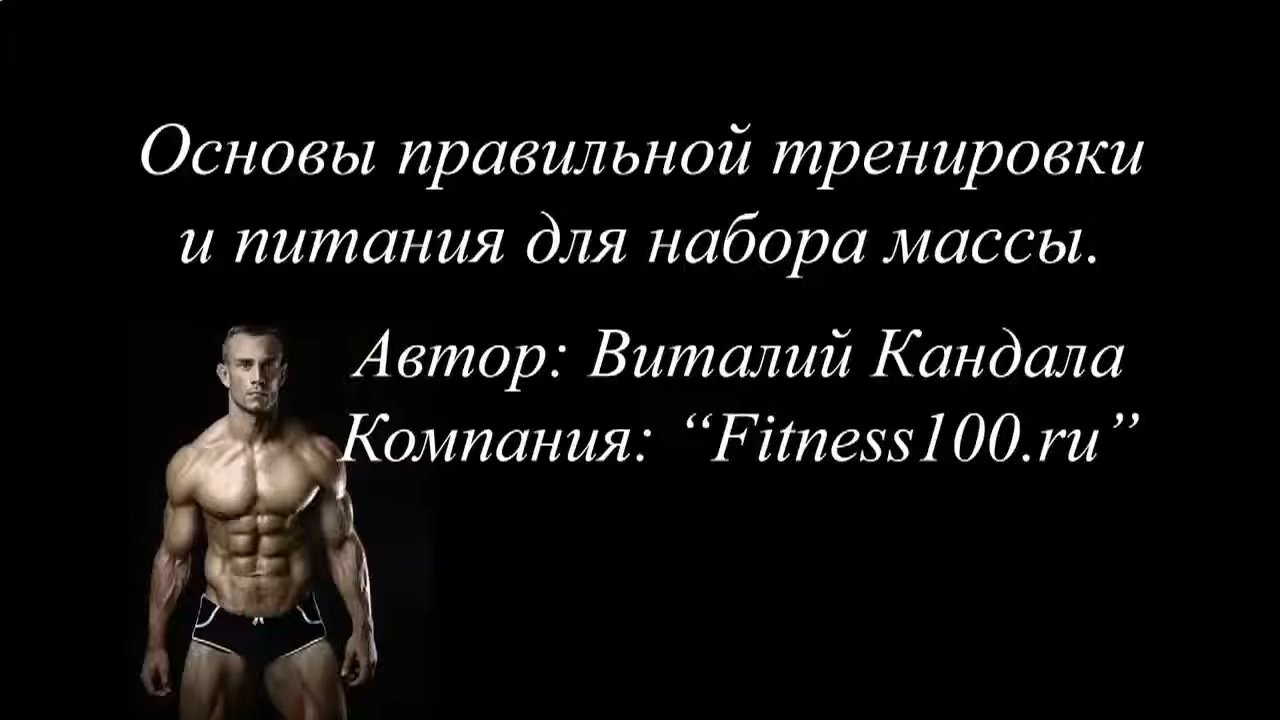 Основы правильной тренировки
и питания для набора массы.
Автор: Виталий Кандала
Компания: “Fitness100.ru”